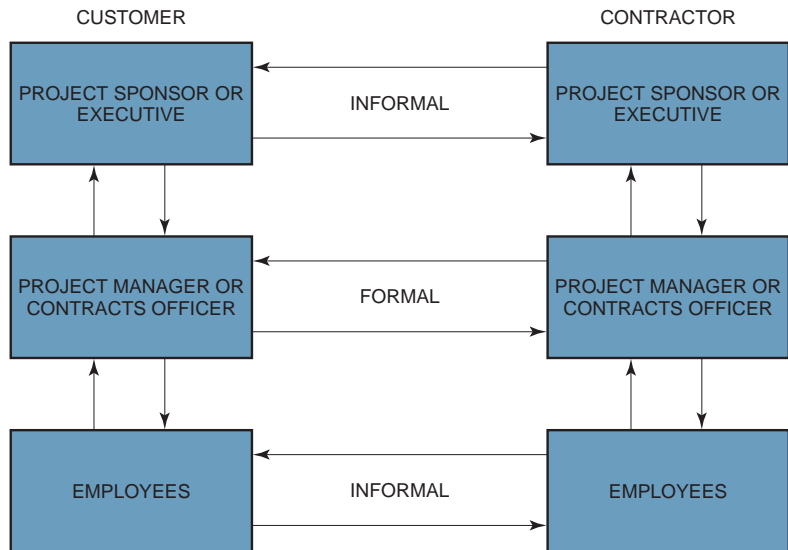 CUSTOMER
CONTRACTOR
PROJECT SPONSOR OR
EXECUTIVE
INFORMAL
PROJECT SPONSOR OR
EXECUTIVE
PROJECT MANAGER OR
CONTRACTS OFFICER
FORMAL
PROJECT MANAGER OR
CONTRACTS OFFICER
EMPLOYEES
INFORMAL
EMPLOYEES